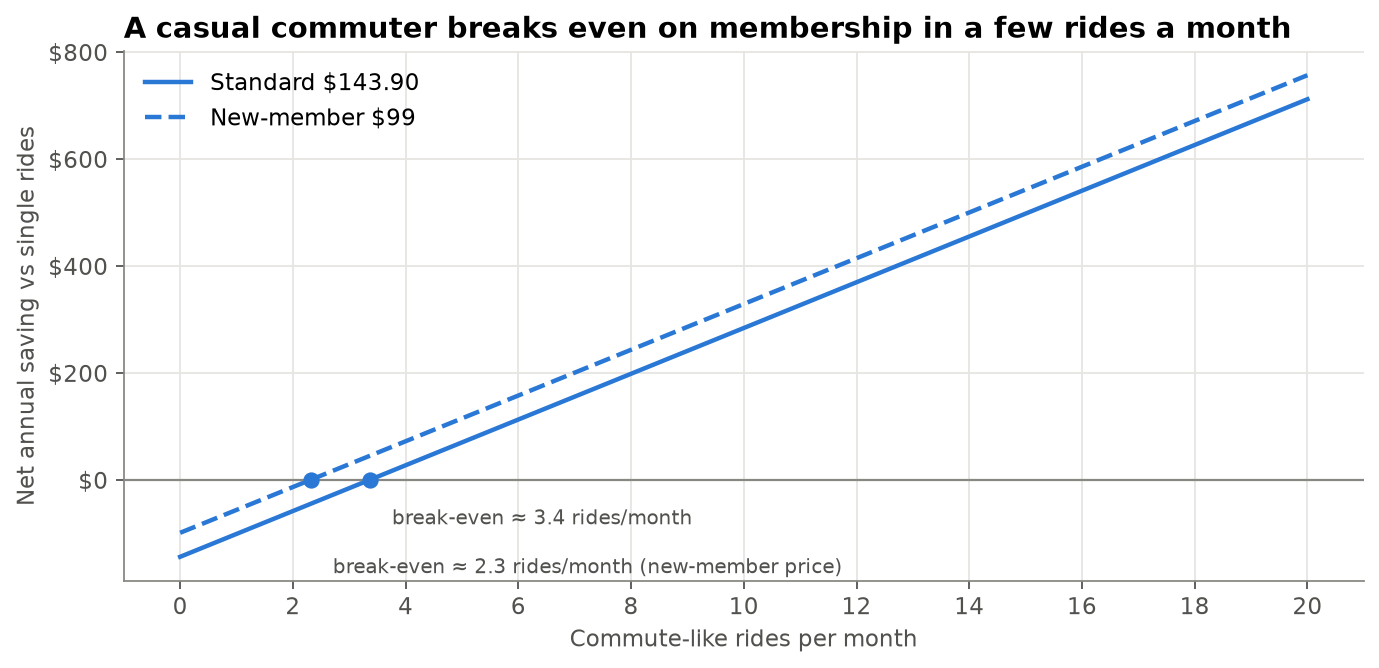 A casual commuter breaks even on membership in a few rides a month
Net annual saving vs single rides
$800
$600
$400
$200
$0
Standard $143.90
New-member $99
break-even ≈ 3.4 rides/month
break-even ≈ 2.3 rides/month (new-member price)
0 2 4 6 8 10 12 14 16 18 20
Commute-like rides per month